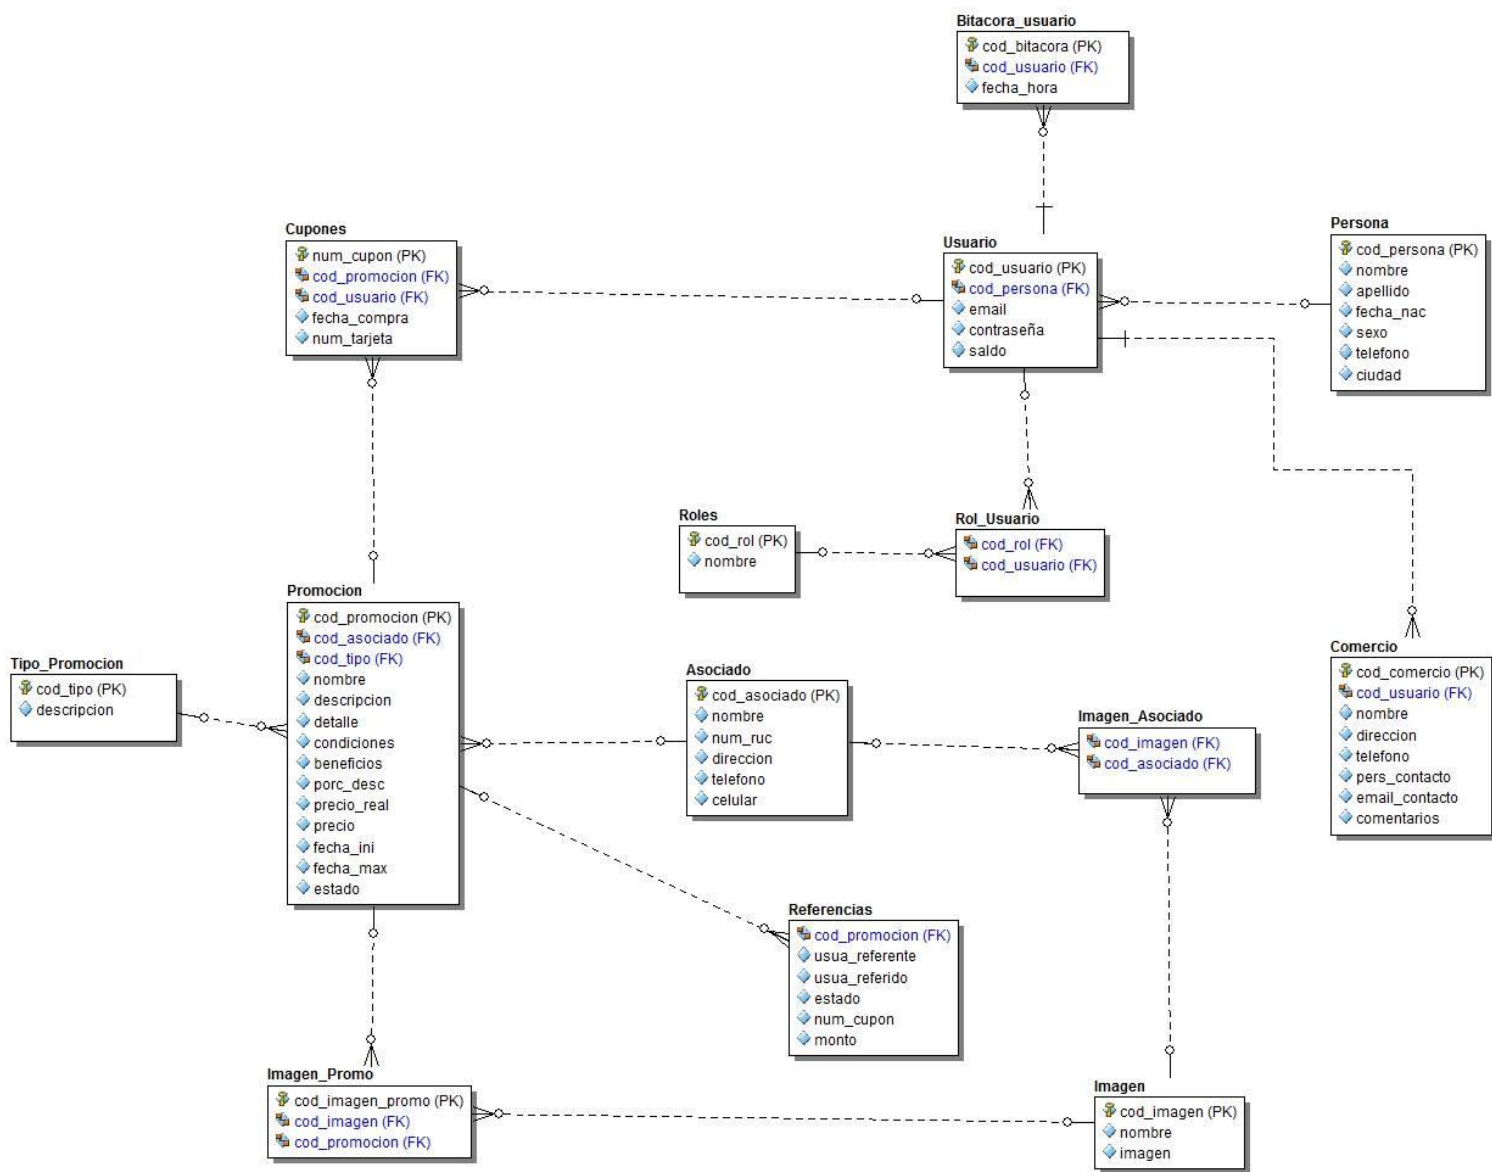 Bitacora_usuario
cod_bitacora (PK)
cod_usuario (FK)
fecha_hora
Cupones
num_cupon (PK)
cod_promocion (FK)
cod_usuario (FK)
fecha_compra
num_tarjeta
Usuario
cod_usuario (PK)
cod_persona (FK)
email
contraseña
saldo
Persona
cod_persona (PK)
nombre
apellido
fecha_nac
sexo
telefono
ciudad
Roles
cod_rol (PK)
nombre
Rol_Usuario
cod_rol (FK)
cod_usuario (FK)
Tipo_Promocion
cod_tipo (PK)
descripcion
Promocion
cod_promocion (PK)
cod_asociado (FK)
cod_tipo (FK)
nombre
descripcion
detalle
condiciones
beneficios
porc_desc
precio_real
precio
fecha_ini
fecha_max
estado
Asociado
cod_asociado (PK)
nombre
num_ruc
direccion
telefono
celular
Imagen_Asociado
cod_imagen (FK)
cod_asociado (FK)
Comercio
cod_comercio (PK)
cod_usuario (FK)
nombre
direccion
telefono
pers_contacto
email_contacto
comentarios
Referencias
cod_promocion (FK)
usua_referente
usua_referido
estado
num_cupon
monto
Imagen_Promo
cod_imagen_promo (PK)
cod_imagen (FK)
cod_promocion (FK)
Imagen
cod_imagen (PK)
nombre
imagen